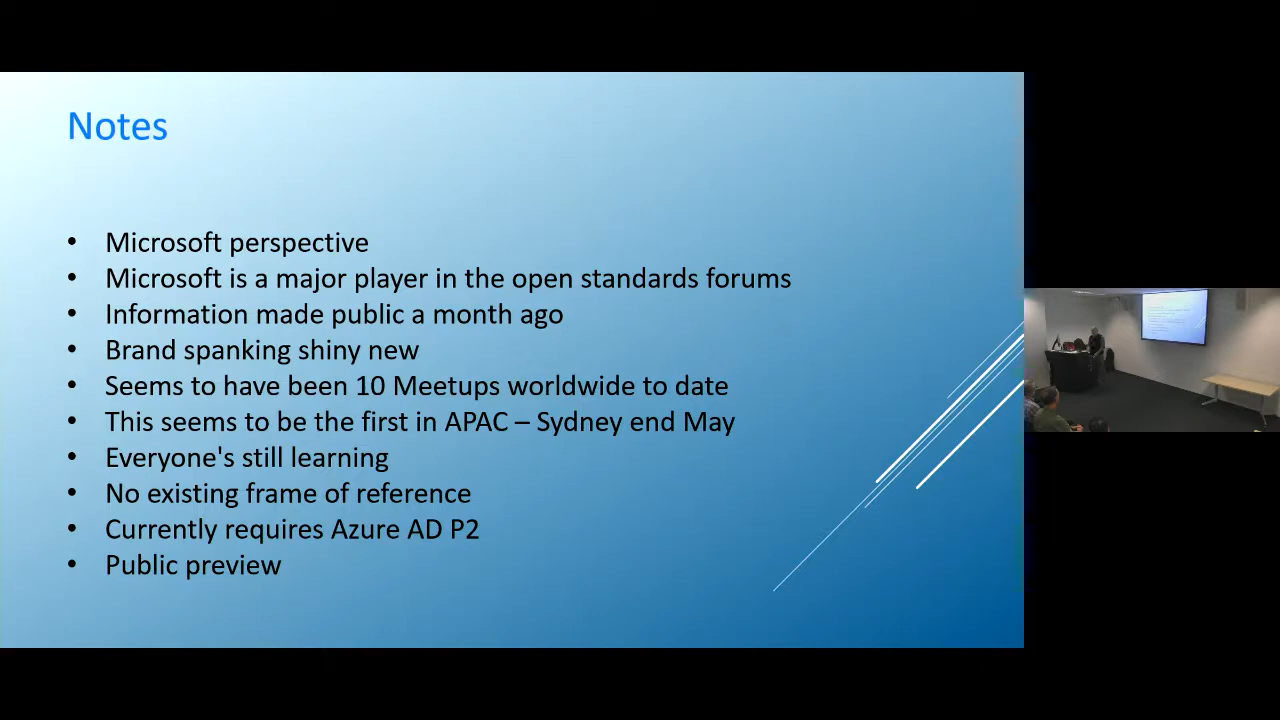 Notes
• Microsoft perspective
• Microsoft is a major player in the open standards forums
• Information made public a month ago
• Brand spanking shiny new
• Seems to have been 10 Meetups worldwide to date
• This seems to be the first in APAC – Sydney end May
• Everyone's still learning
• No existing frame of reference
• Currently requires Azure AD P2
• Public preview